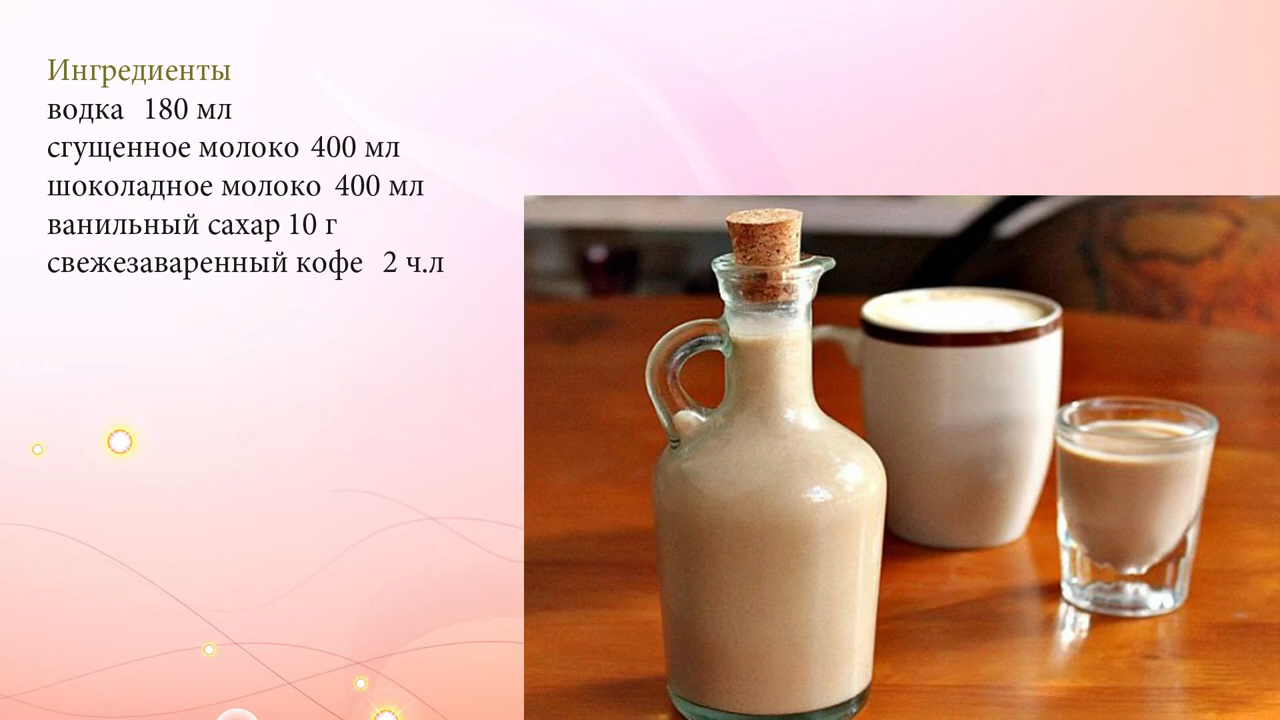 Ингредиенты
водка 180 мл
сгущенное молоко 400 мл
шоколадное молоко 400 мл
ванильный сахар 10 г
свежезаваренный кофе 2 ч.л